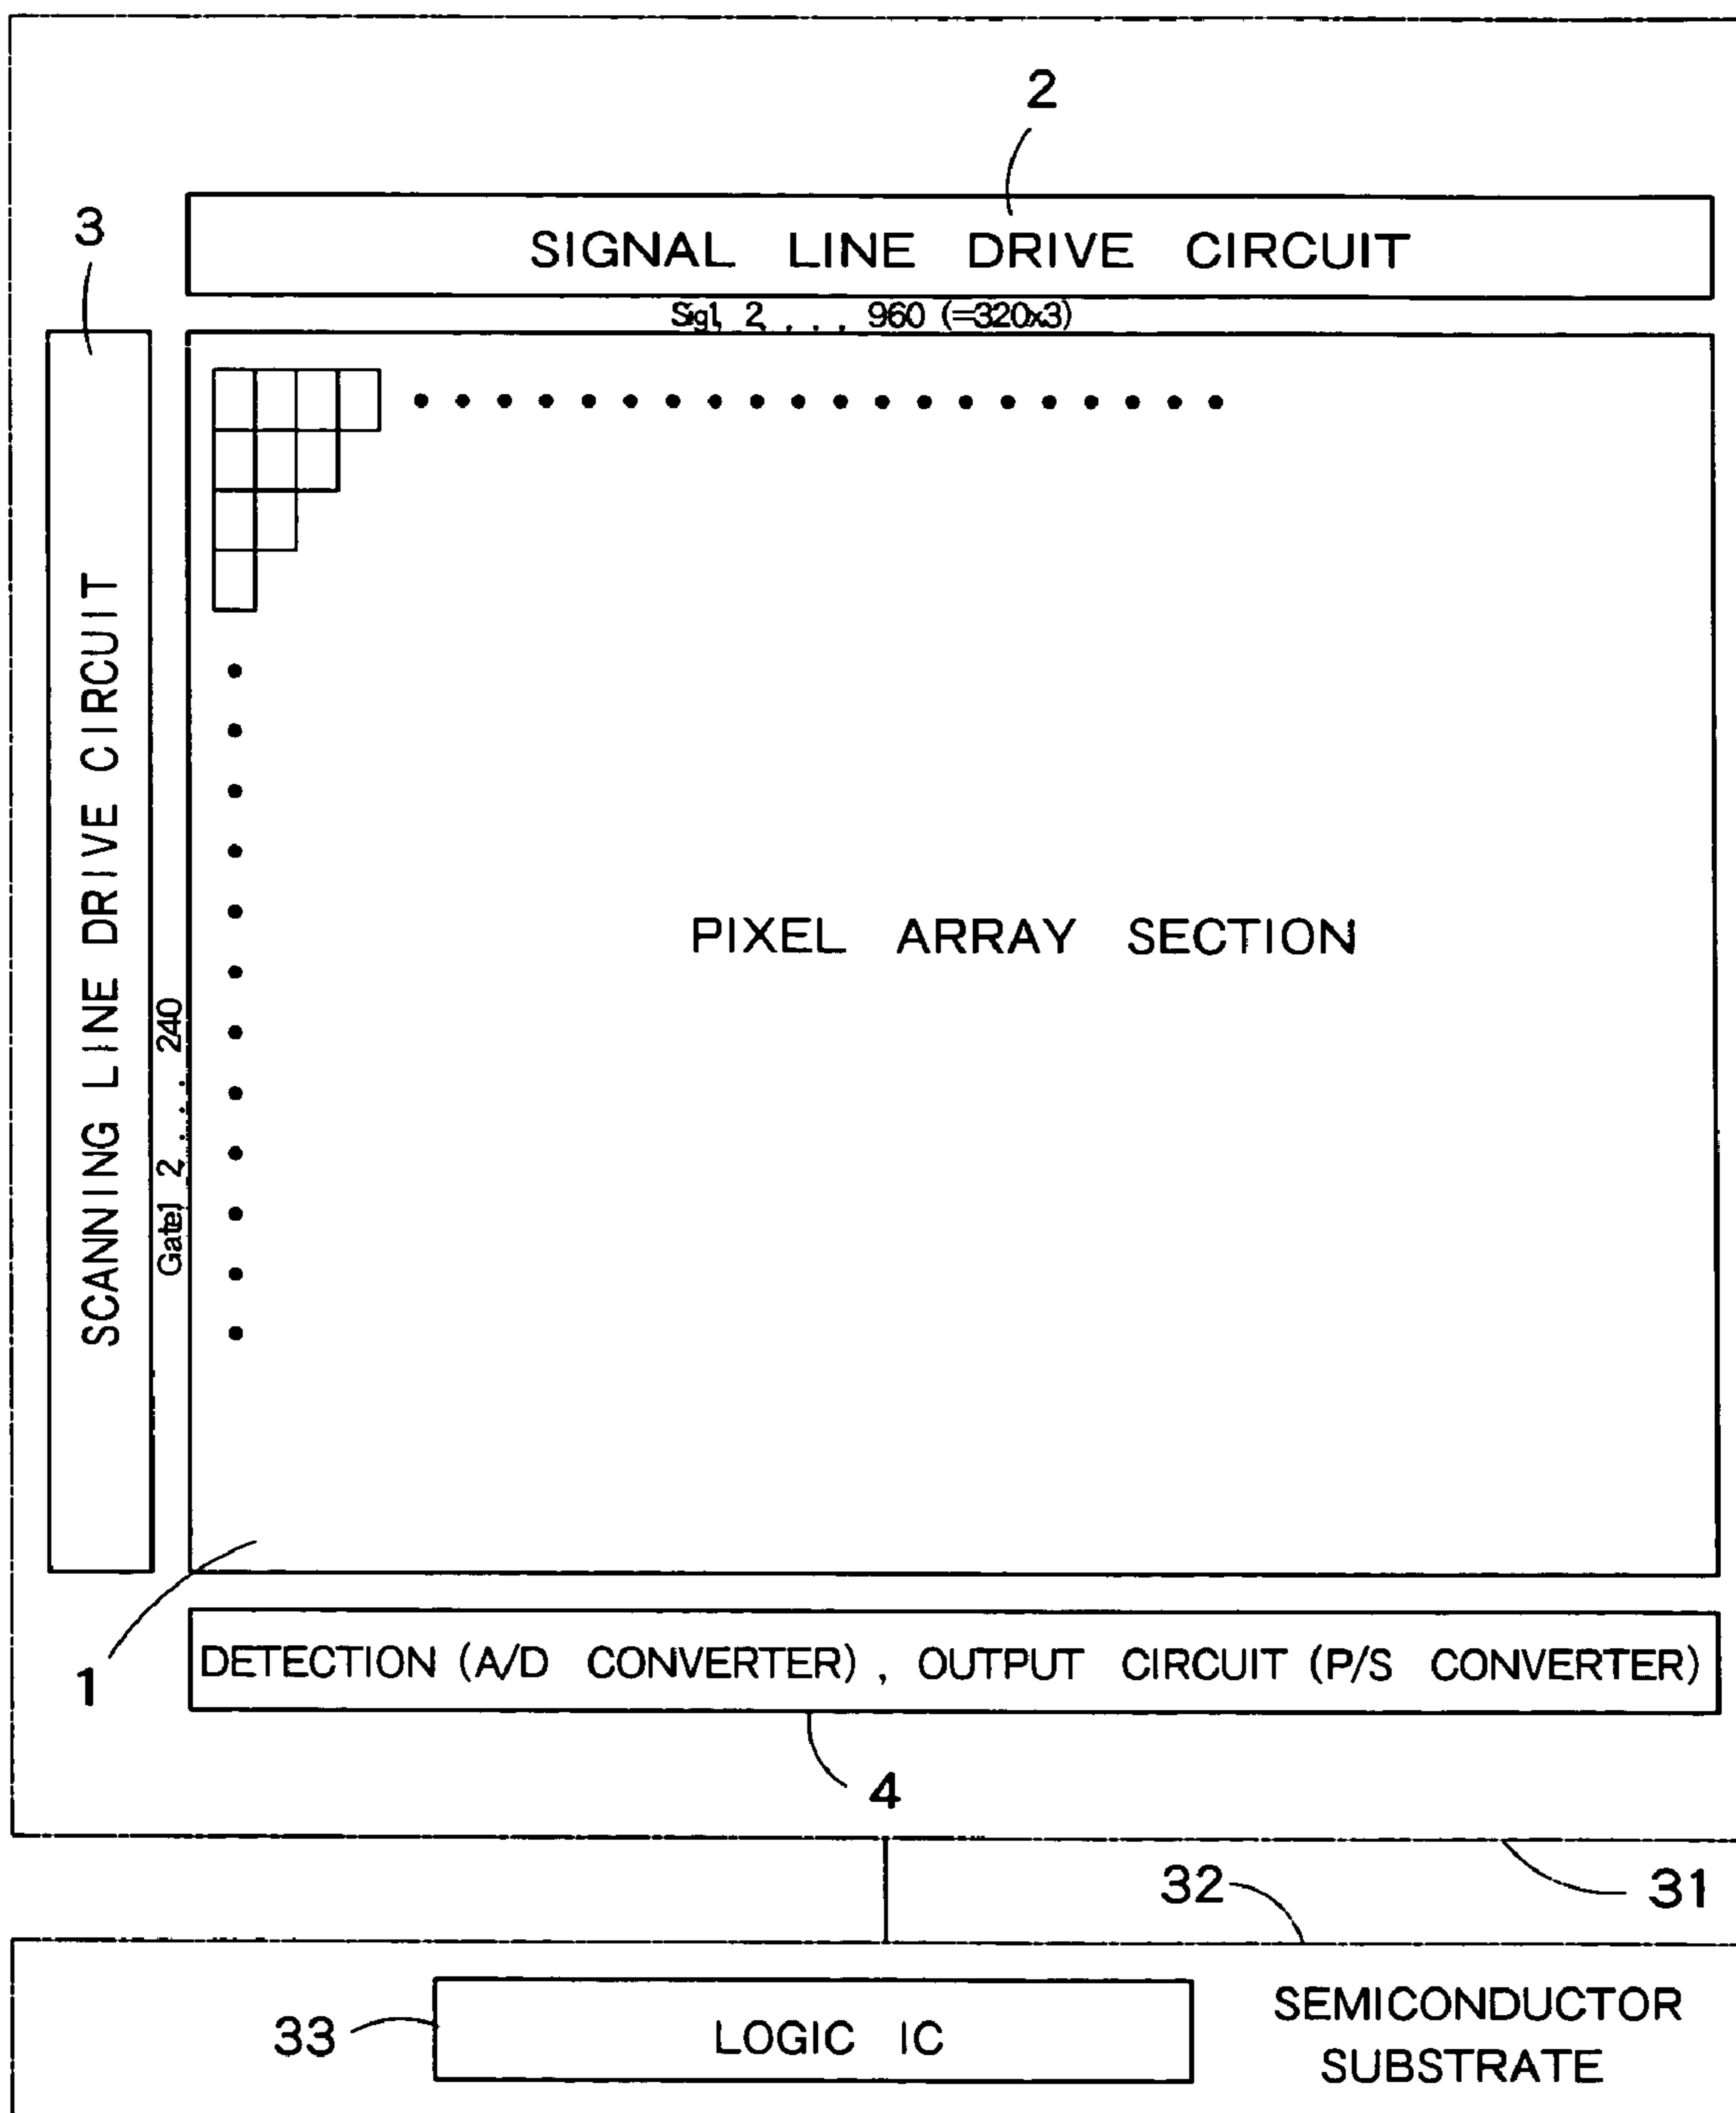 2
3
SIGNAL LINE DRIVE CIRCUIT
Sig1, 2, . . . , 960 (=320x3)
SCANNING LINE DRIVE CIRCUIT
Gate1, 2, . . . , 240
PIXEL ARRAY SECTION
1
DETECTION (A/D CONVERTER) , OUTPUT CIRCUIT (P/S CONVERTER)
4
31
32
33
LOGIC IC
SEMICONDUCTOR
SUBSTRATE